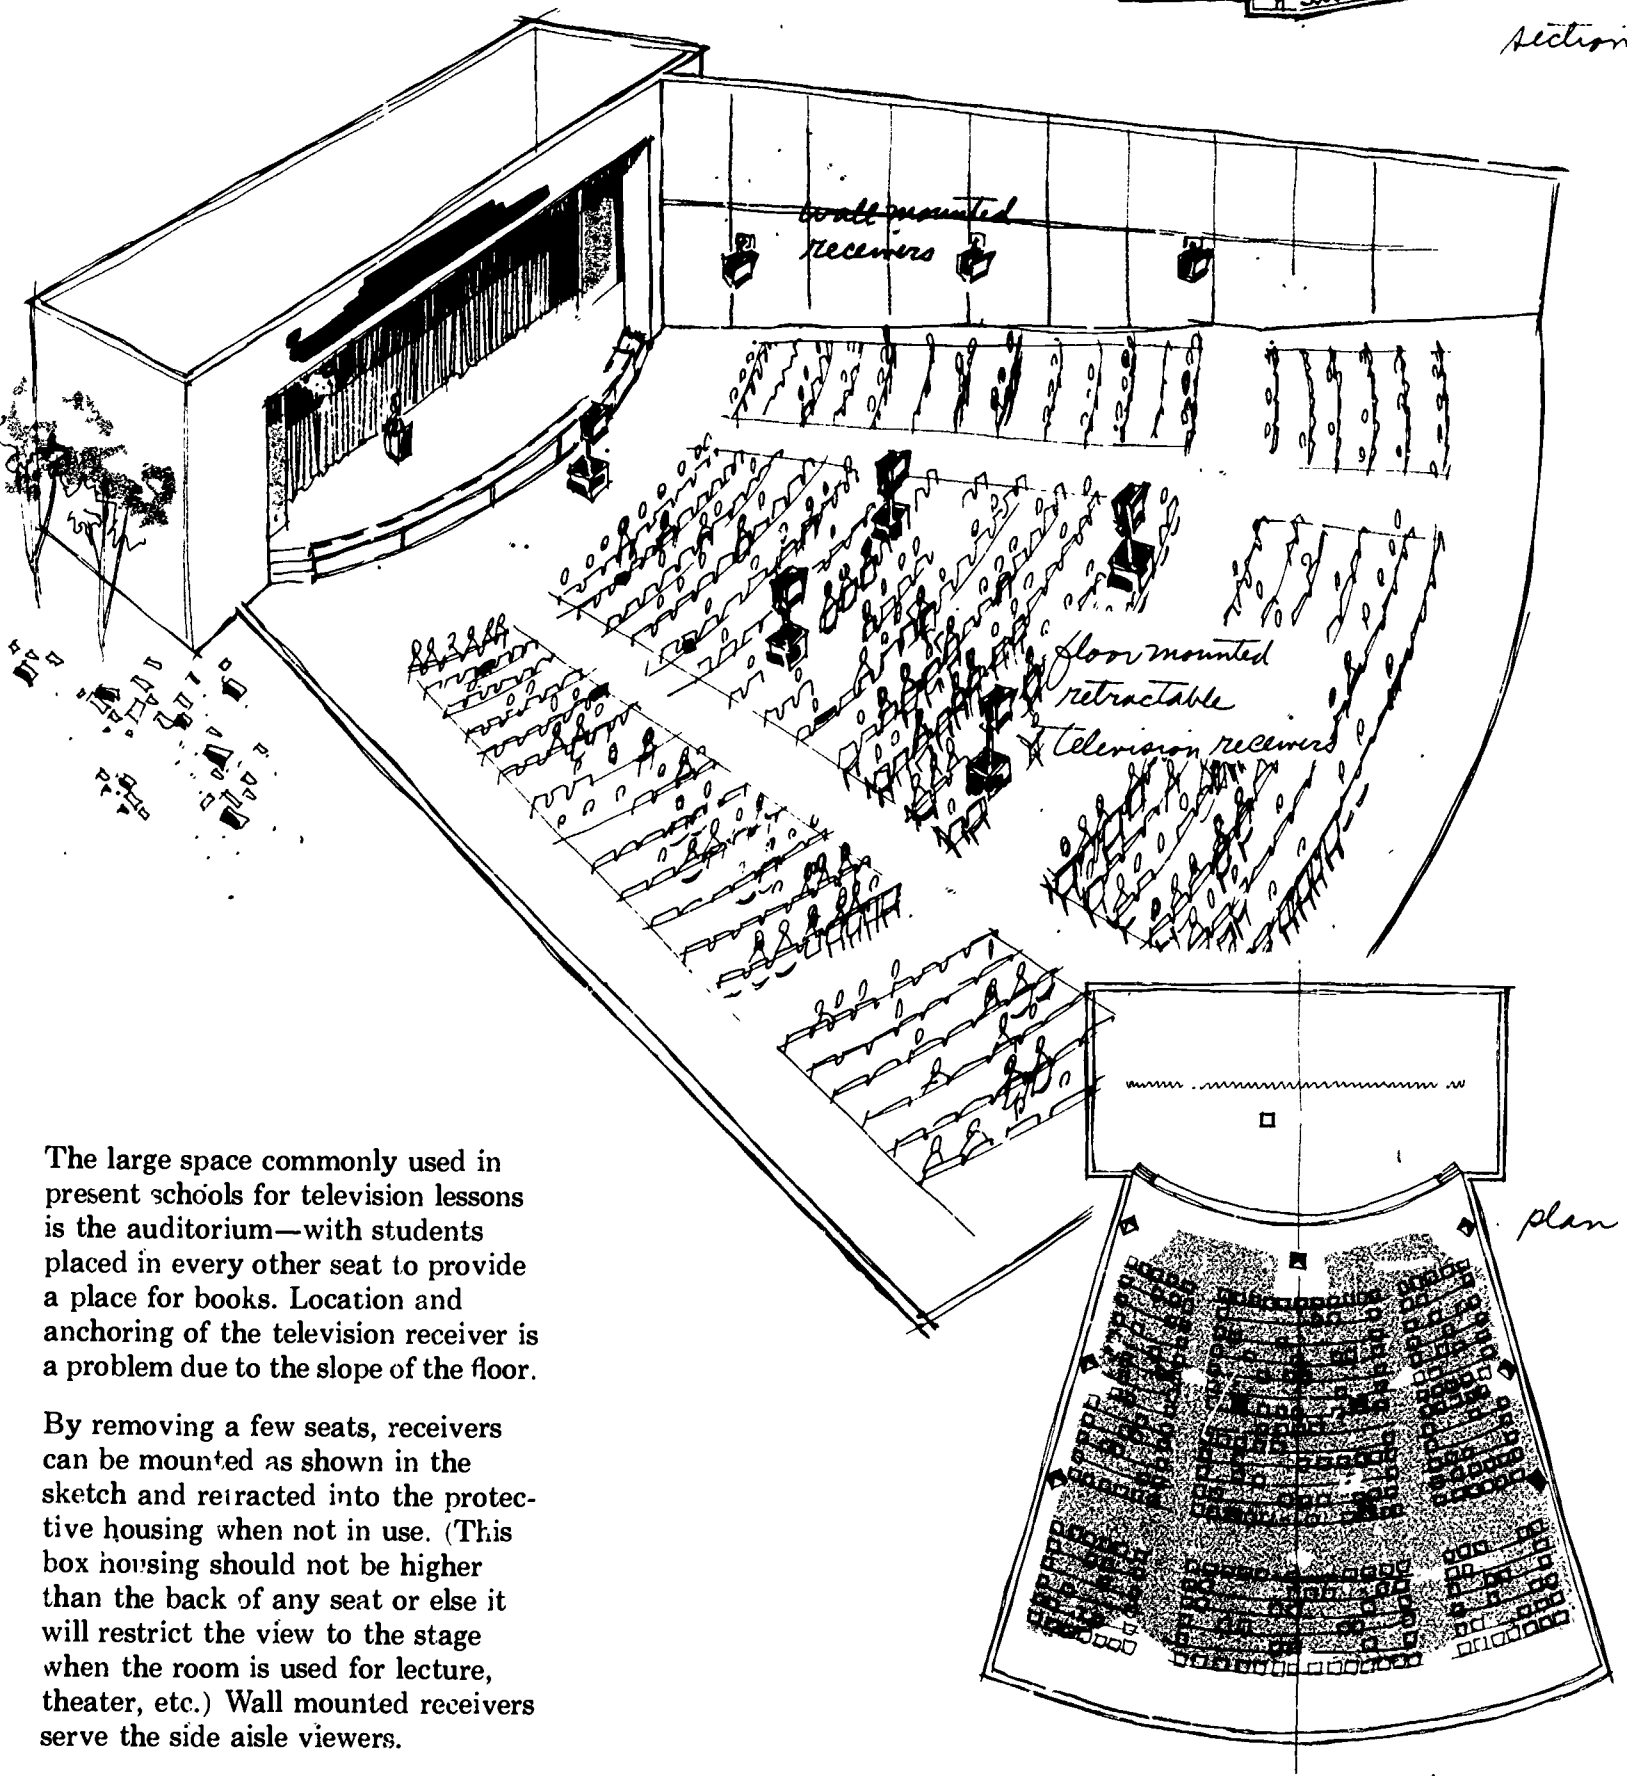 section
wall mounted
receivers
floor mounted
retractable
television receivers
plan
The large space commonly used in
present schools for television lessons
is the auditorium—with students
placed in every other seat to provide
a place for books. Location and
anchoring of the television receiver is
a problem due to the slope of the floor.
By removing a few seats, receivers
can be mounted as shown in the
sketch and retracted into the protec-
tive housing when not in use. (This
box housing should not be higher
than the back of any seat or else it
will restrict the view to the stage
when the room is used for lecture,
theater, etc.) Wall mounted receivers
serve the side aisle viewers.